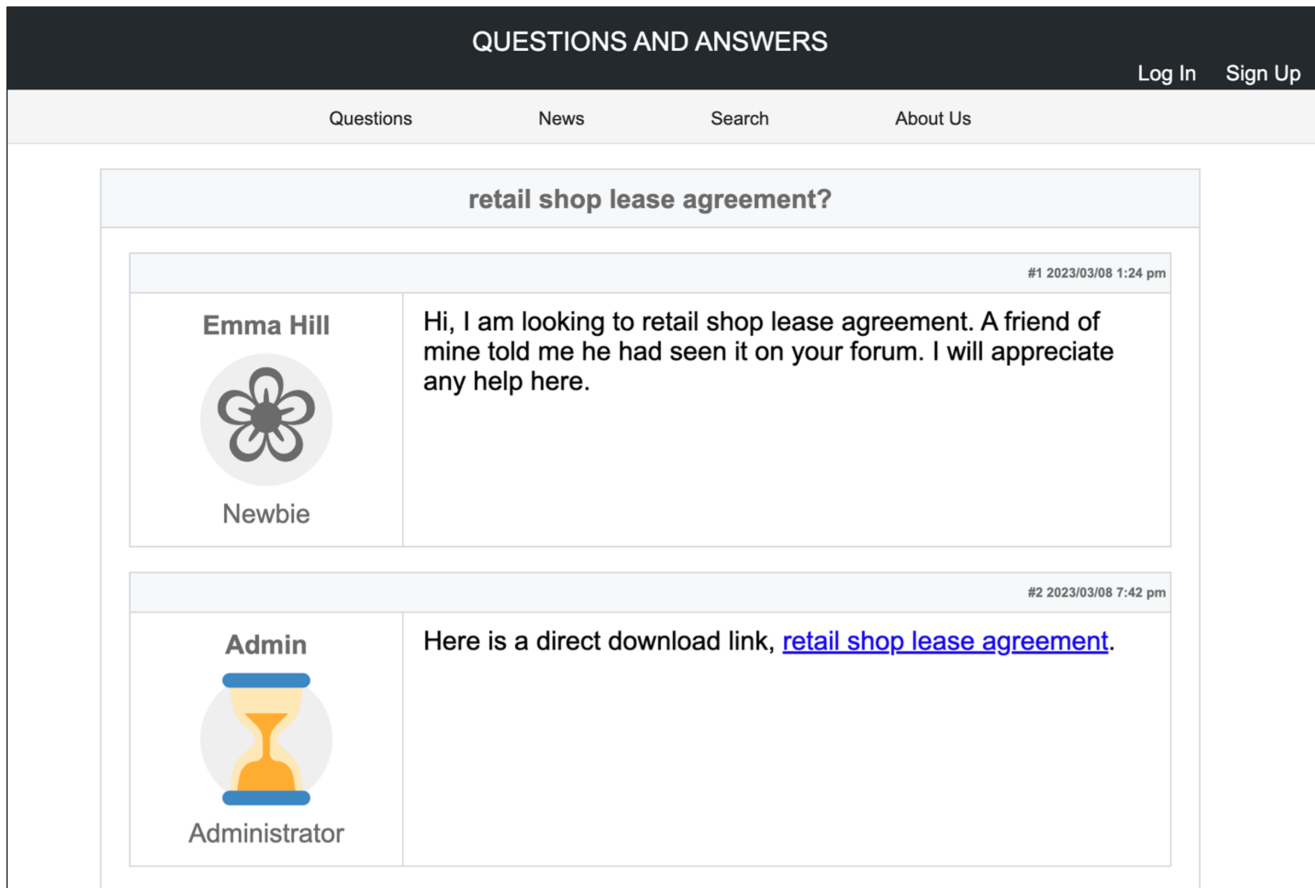 QUESTIONS AND ANSWERS
Log In Sign Up
Questions News Search About Us
retail shop lease agreement?
#1 2023/03/08 1:24 pm
Emma Hill
Newbie
Hi, I am looking to retail shop lease agreement. A friend of
mine told me he had seen it on your forum. I will appreciate
any help here.
#2 2023/03/08 7:42 pm
Admin
Administrator
Here is a direct download link, retail shop lease agreement.